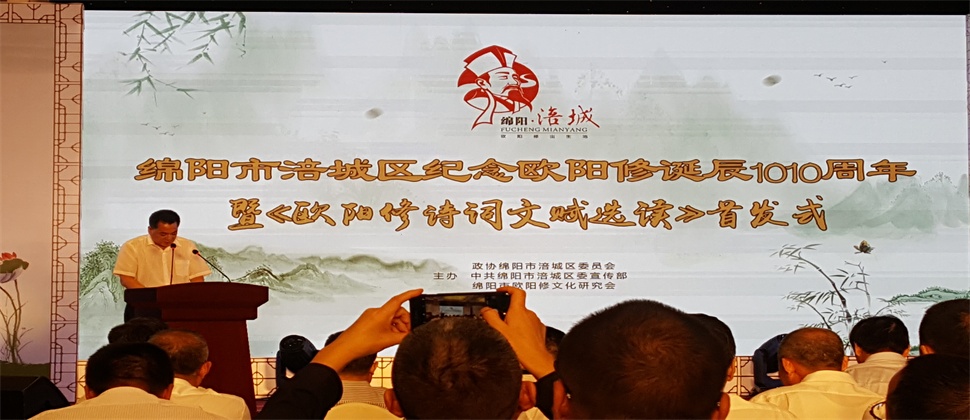 绵阳·涪城
FUCHENG MIANYANG
绵阳市涪城区纪念欧阳修诞辰1010周年
暨《欧阳修诗词文赋选读》首发式
政协绵阳市涪城区委员会
主办 中共绵阳市涪城区委宣传部
绵阳市欧阳修文化研究会